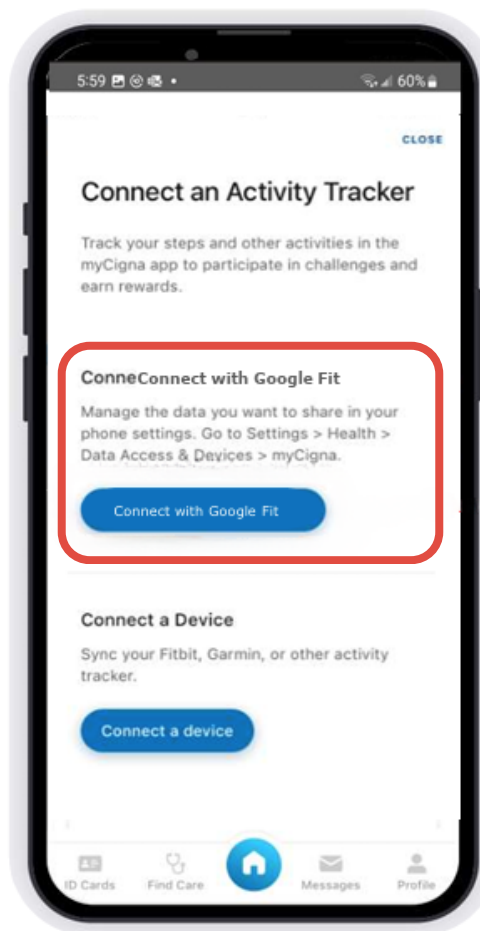 5:59
60%
CLOSE
Connect an Activity Tracker
Track your steps and other activities in the
myCigna app to participate in challenges and
earn rewards.
ConneConnect with Google Fit
Manage the data you want to share in your
phone settings. Go to Settings > Health >
Data Access & Devices > myCigna.
Connect with Google Fit
Connect a Device
Sync your Fitbit, Garmin, or other activity
tracker.
Connect a device
ID Cards
Find Care
Messages
Profile